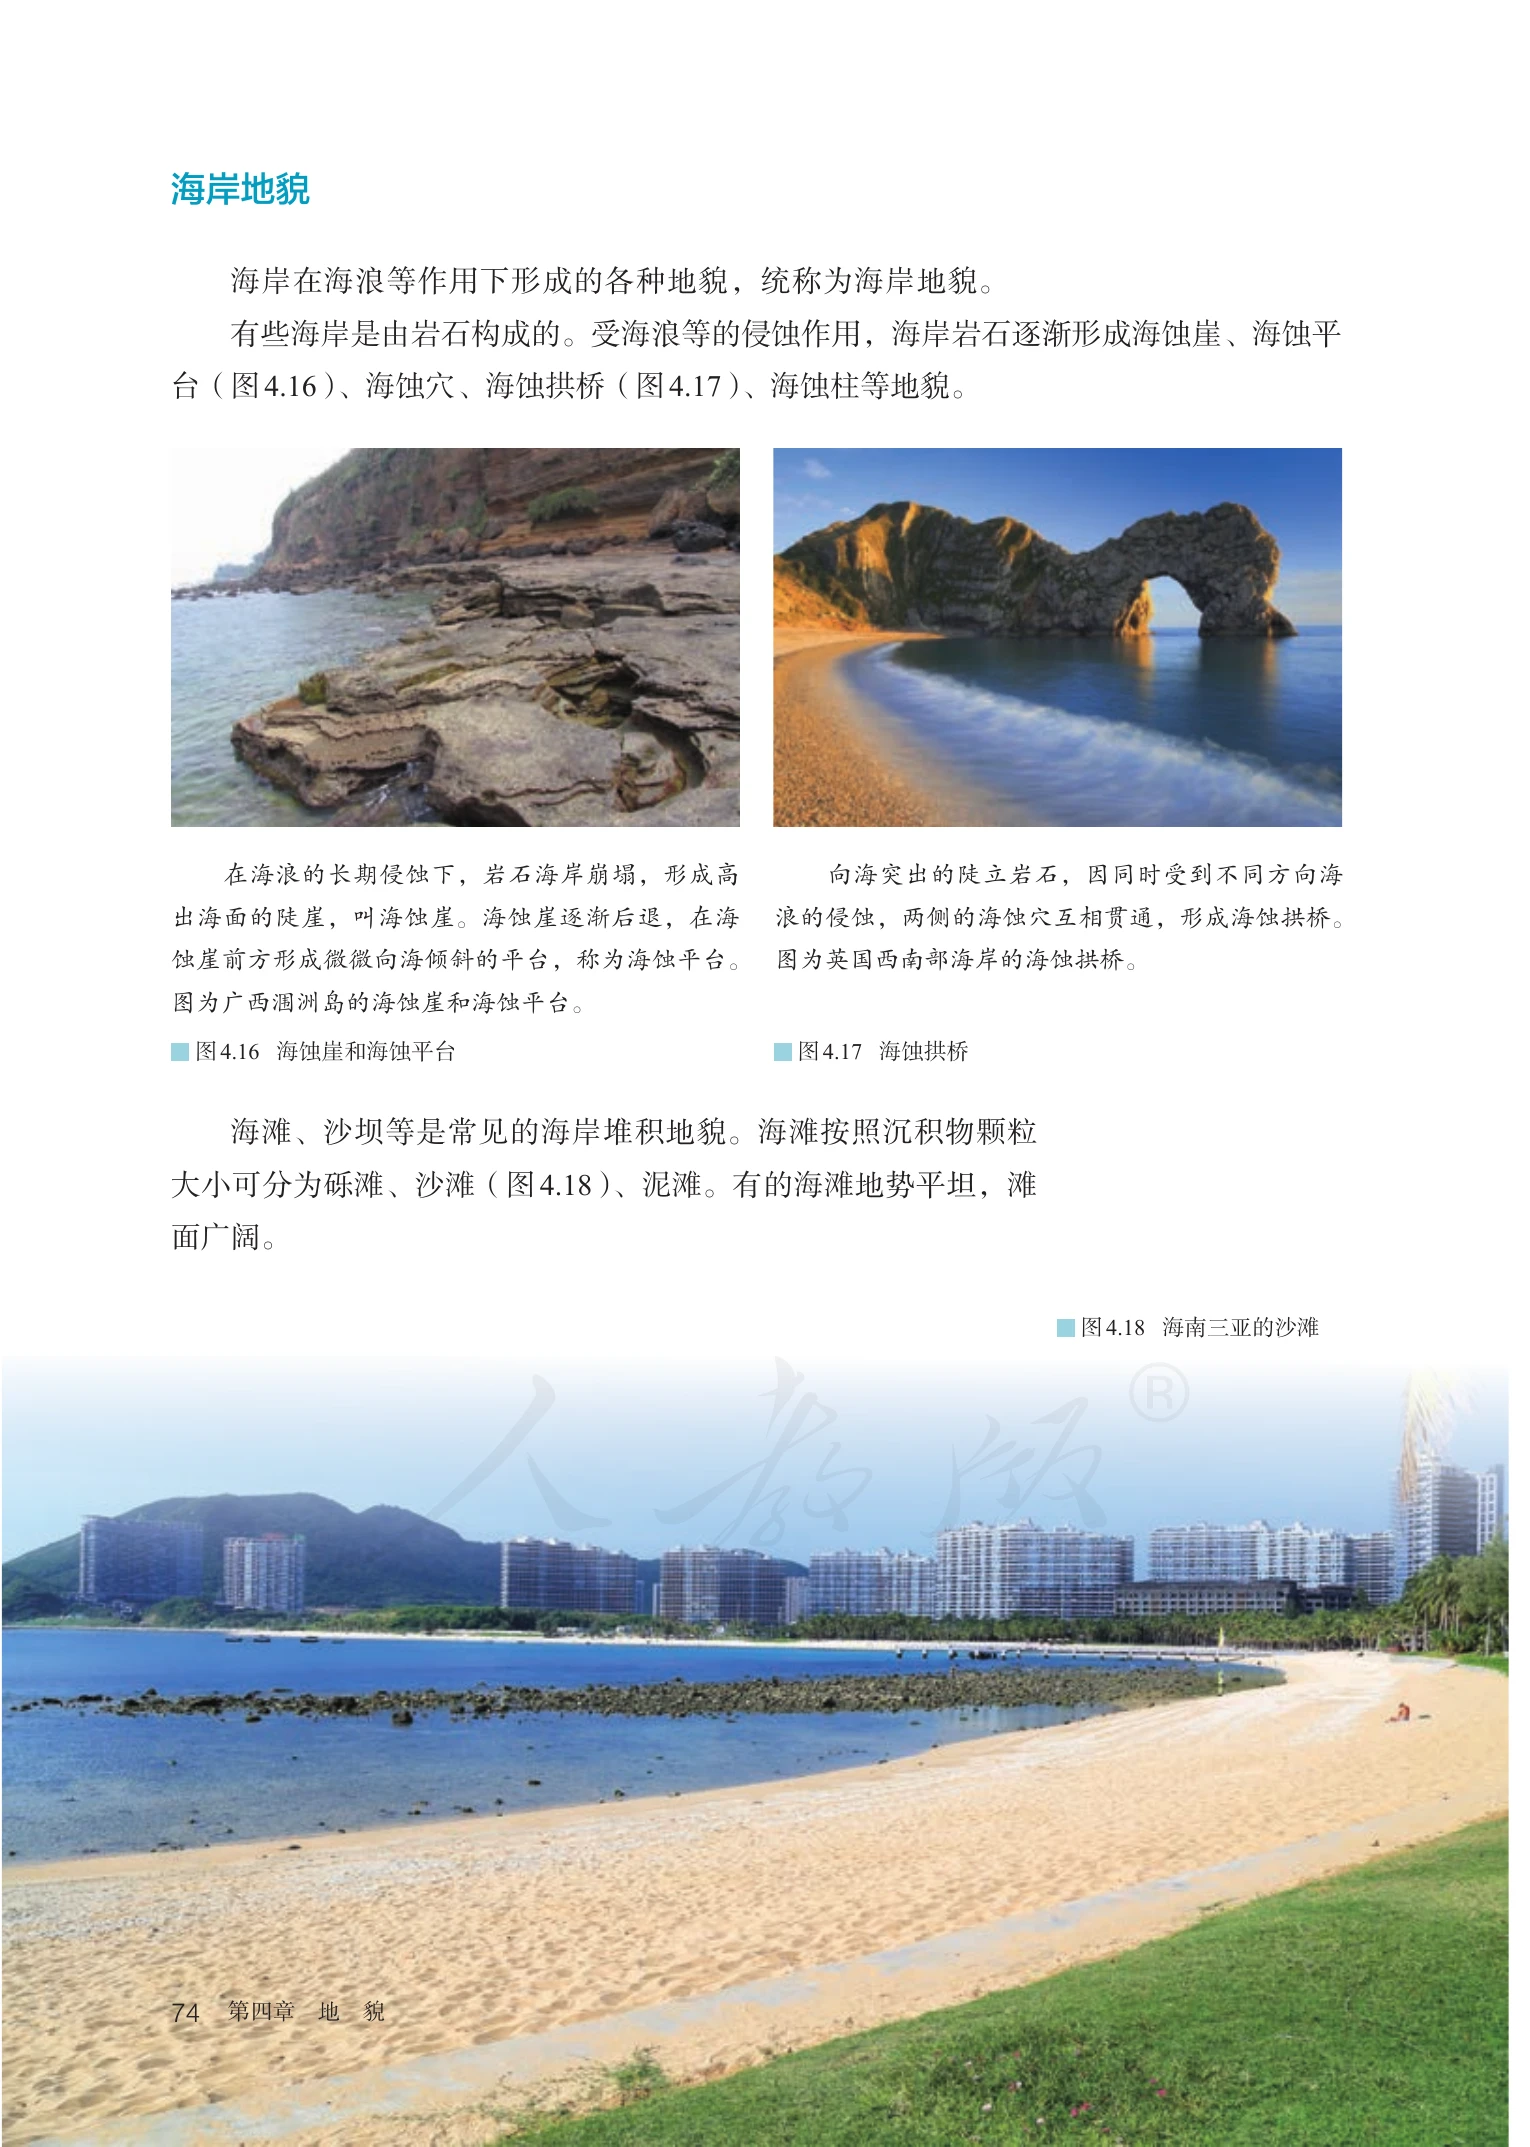 海岸地貌
海岸在海浪等作用下形成的各种地貌，统称为海岸地貌。
有些海岸是由岩石构成的。受海浪等的侵蚀作用，海岸岩石逐渐形成海蚀崖、海蚀平
台（图4.16）、海蚀穴、海蚀拱桥（图4.17）、海蚀柱等地貌。
在海浪的长期侵蚀下，岩石海岸崩塌，形成高
出海面的陡崖，叫海蚀崖。海蚀崖逐渐后退，在海
蚀崖前方形成微微向海倾斜的平台，称为海蚀平台。
图为广西涠洲岛的海蚀崖和海蚀平台。
图4.16 海蚀崖和海蚀平台
向海突出的陡立岩石，因同时受到不同方向海
浪的侵蚀，两侧的海蚀穴互相贯通，形成海蚀拱桥。
图为英国西南部海岸的海蚀拱桥。
图4.17 海蚀拱桥
海滩、沙坝等是常见的海岸堆积地貌。海滩按照沉积物颗粒
大小可分为砾滩、沙滩（图4.18）、泥滩。有的海滩地势平坦，滩
面广阔。
图4.18 海南三亚的沙滩
人教版®
74 第四章 地 貌